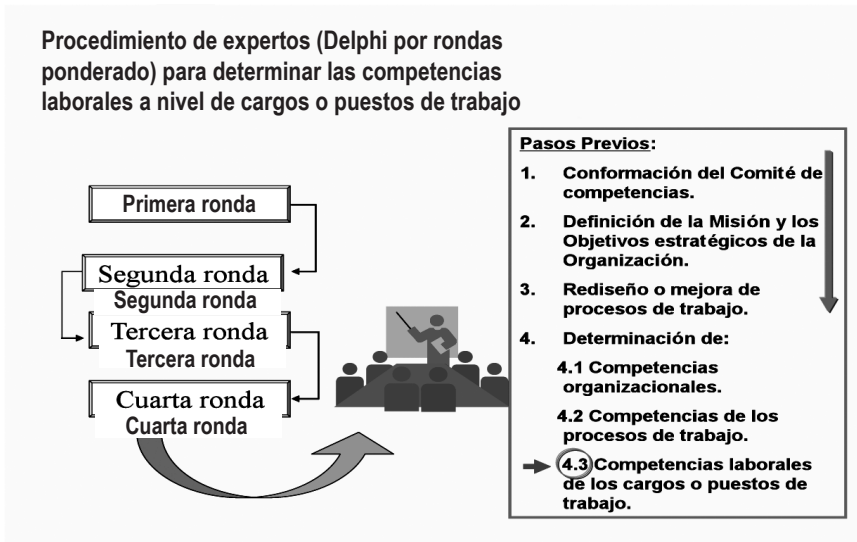 Procedimiento de expertos (Delphi por rondas
ponderado) para determinar las competencias
laborales a nivel de cargos o puestos de trabajo
Primera ronda
Segunda ronda
Segunda ronda
Tercera ronda
Tercera ronda
Cuarta ronda
Cuarta ronda
Pasos Previos:
1. Conformación del Comité de
competencias.
2. Definición de la Misión y los
Objetivos estratégicos de la
Organización.
3. Rediseño o mejora de
procesos de trabajo.
4. Determinación de:
4.1 Competencias
organizacionales.
4.2 Competencias de los
procesos de trabajo.
4.3 Competencias laborales
de los cargos o puestos de
trabajo.